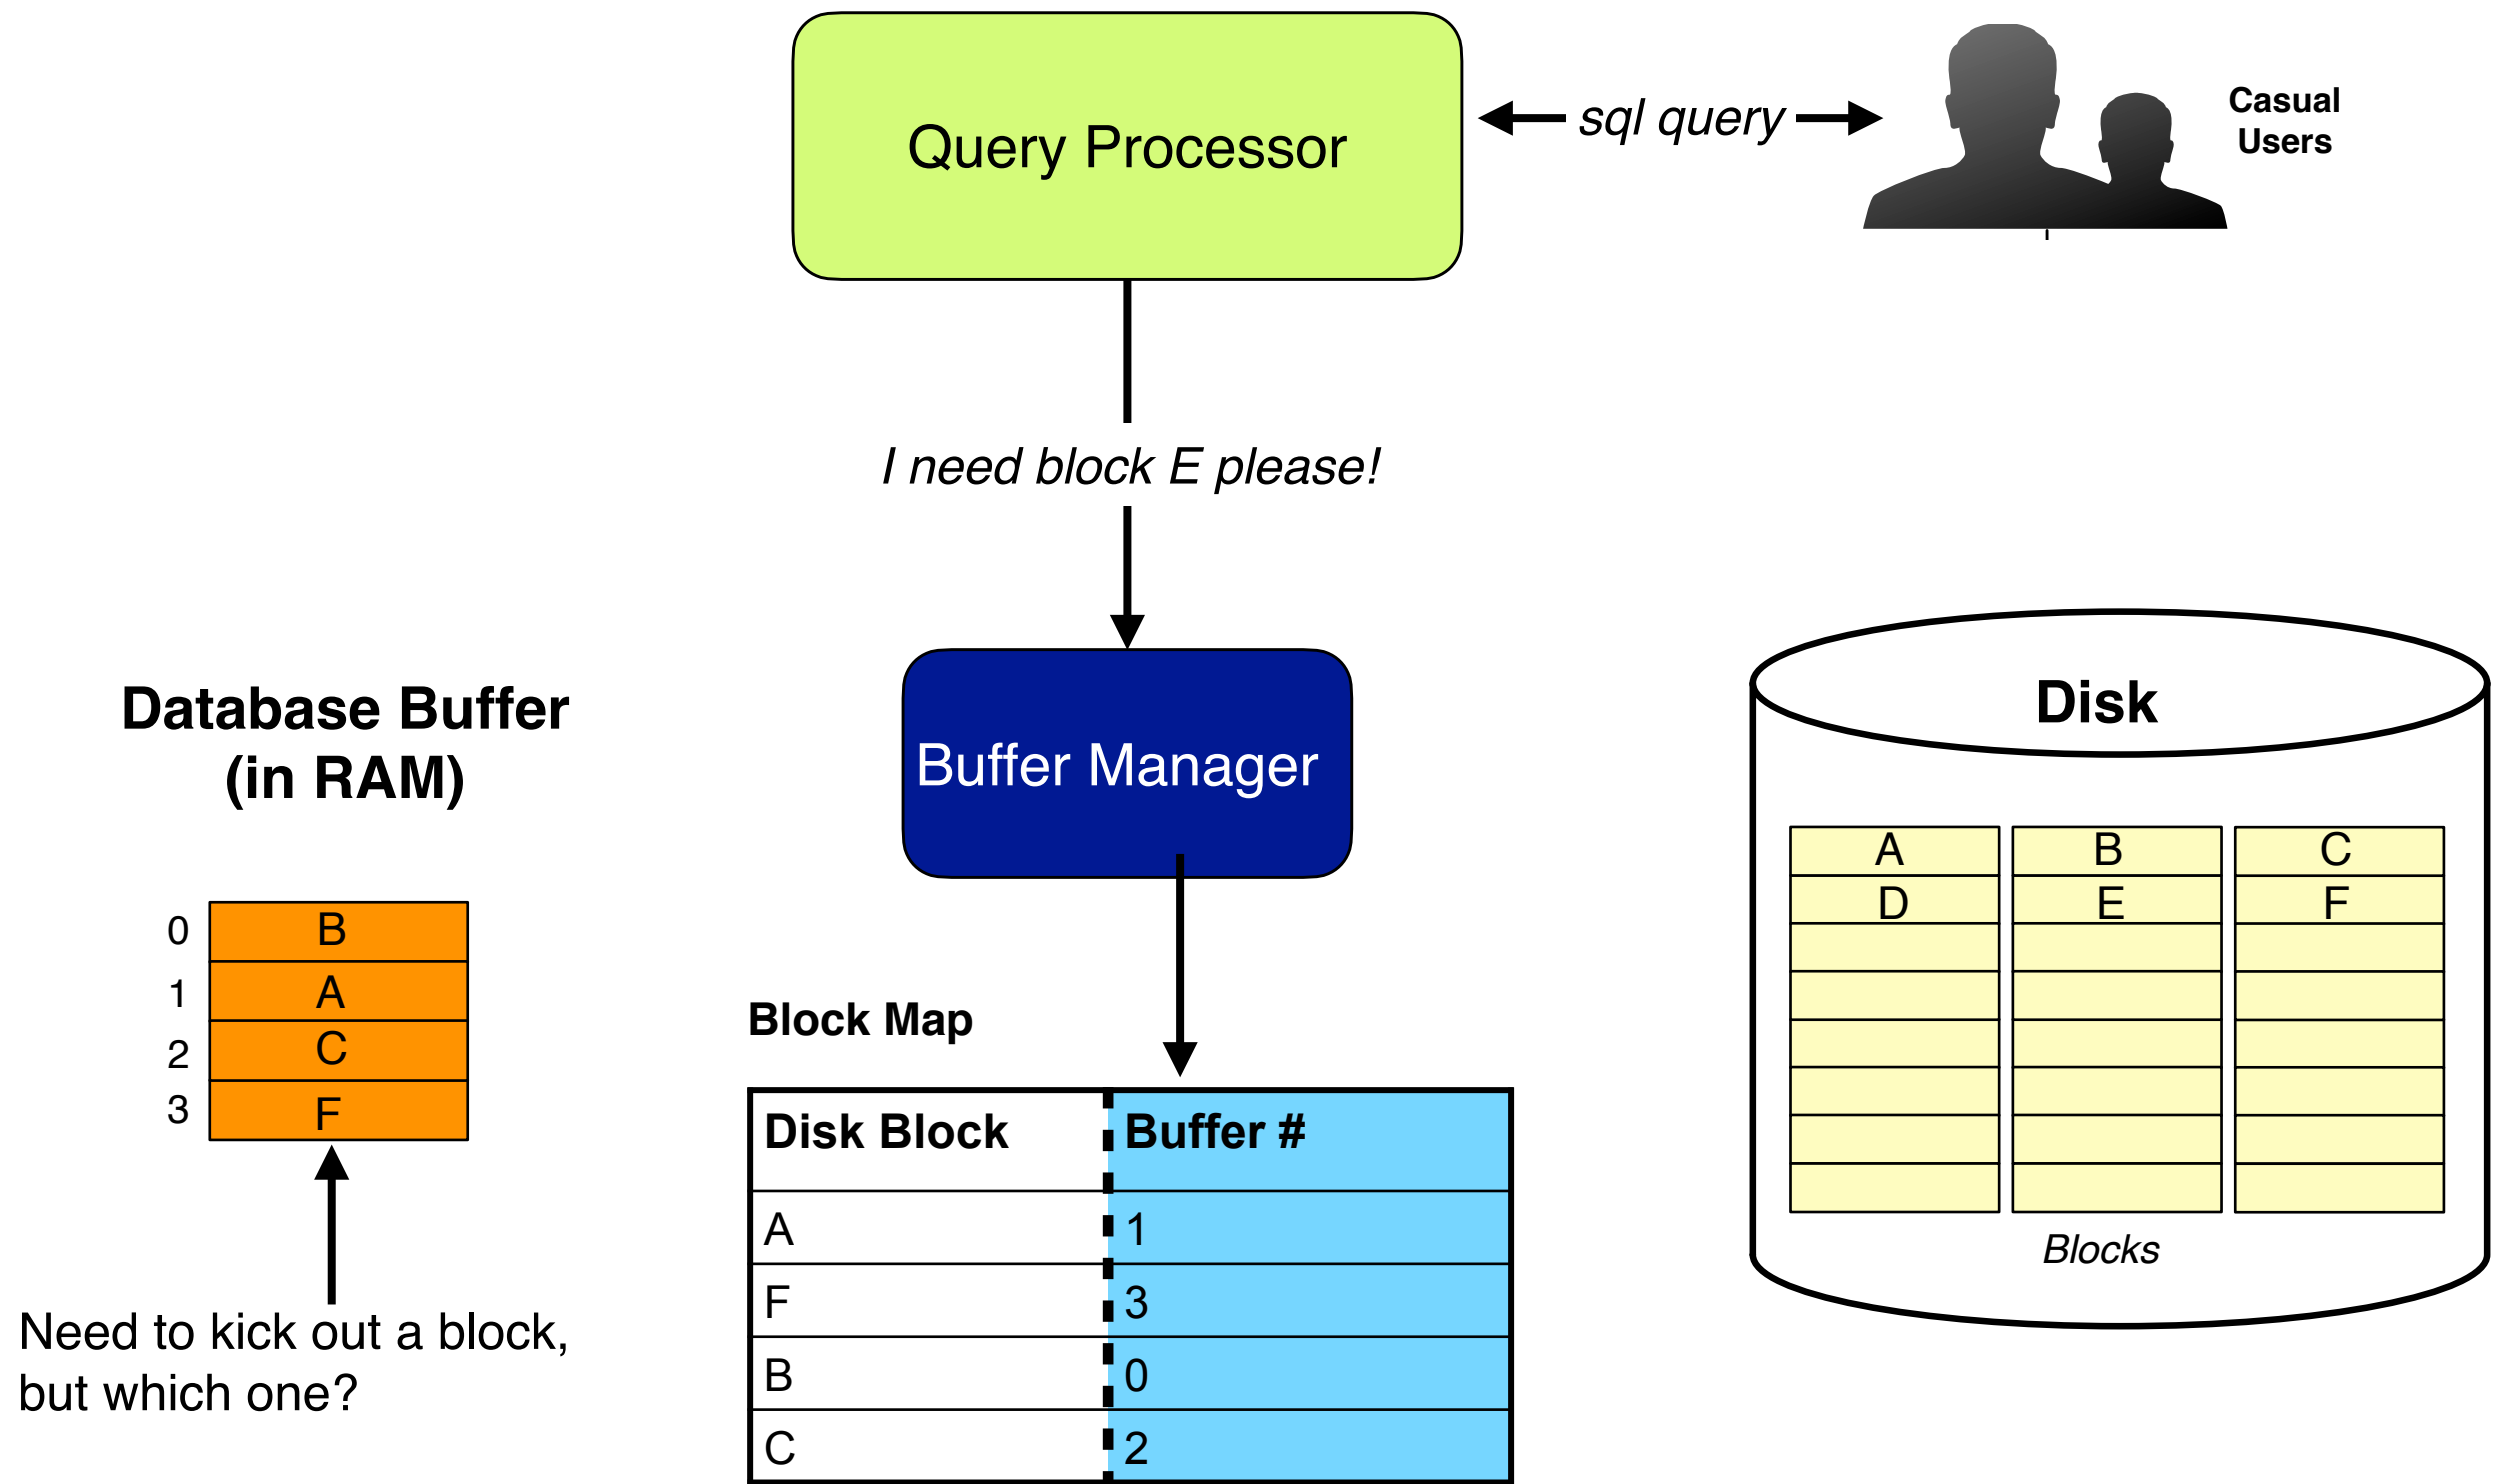 Query Processor
sql query
Casual
Users
I need block E please!
Database Buffer
(in RAM)
Buffer Manager
Disk
A B C
D E F
Blocks
0 B
1 A
2 C
3 F
Need to kick out a block,
but which one?
Block Map
Disk Block Buffer #
A 1
F 3
B 0
C 2